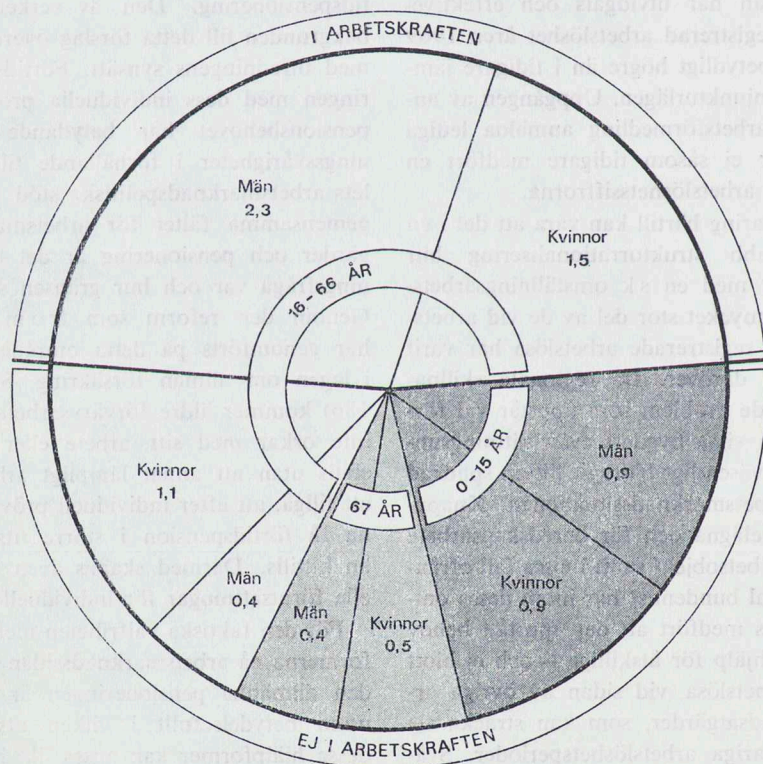 I ARBETSKRAFTEN
Män
2,3
Kvinnor
1,5
16-66 ÅR
Män
0,9
0-15 ÅR
Kvinnor
1,1
67 ÅR
Män
0,4
Män
0,4
Kvinnor
0,5
Kvinnor
0,9
EJ I ARBETSKRAFTEN